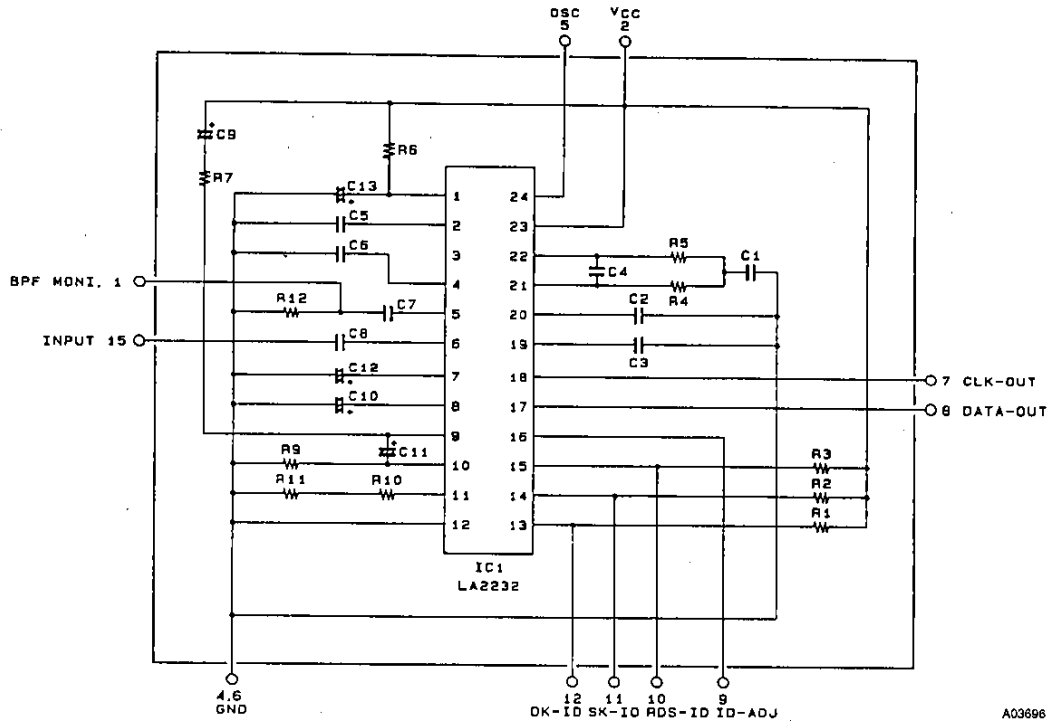 OSC VCC
5 2
C9
R6
R7
C13
1 24
C5
2 23
C6
3 22
R5 C1
C4
BPF MONI. 1
4 21
R4
R12 C7
5 20
C2
INPUT 15
C8
6 19
C3
C12
7 18
7 CLK-OUT
C10
8 17
8 DATA-OUT
9 16
C11
R9
10 15
R3
R11 R10
11 14
R2
12 13
R1
IC1
LA2232
4,6
GND
12 11 10 9
DK-ID SK-ID RDS-ID ID-ADJ
A03696